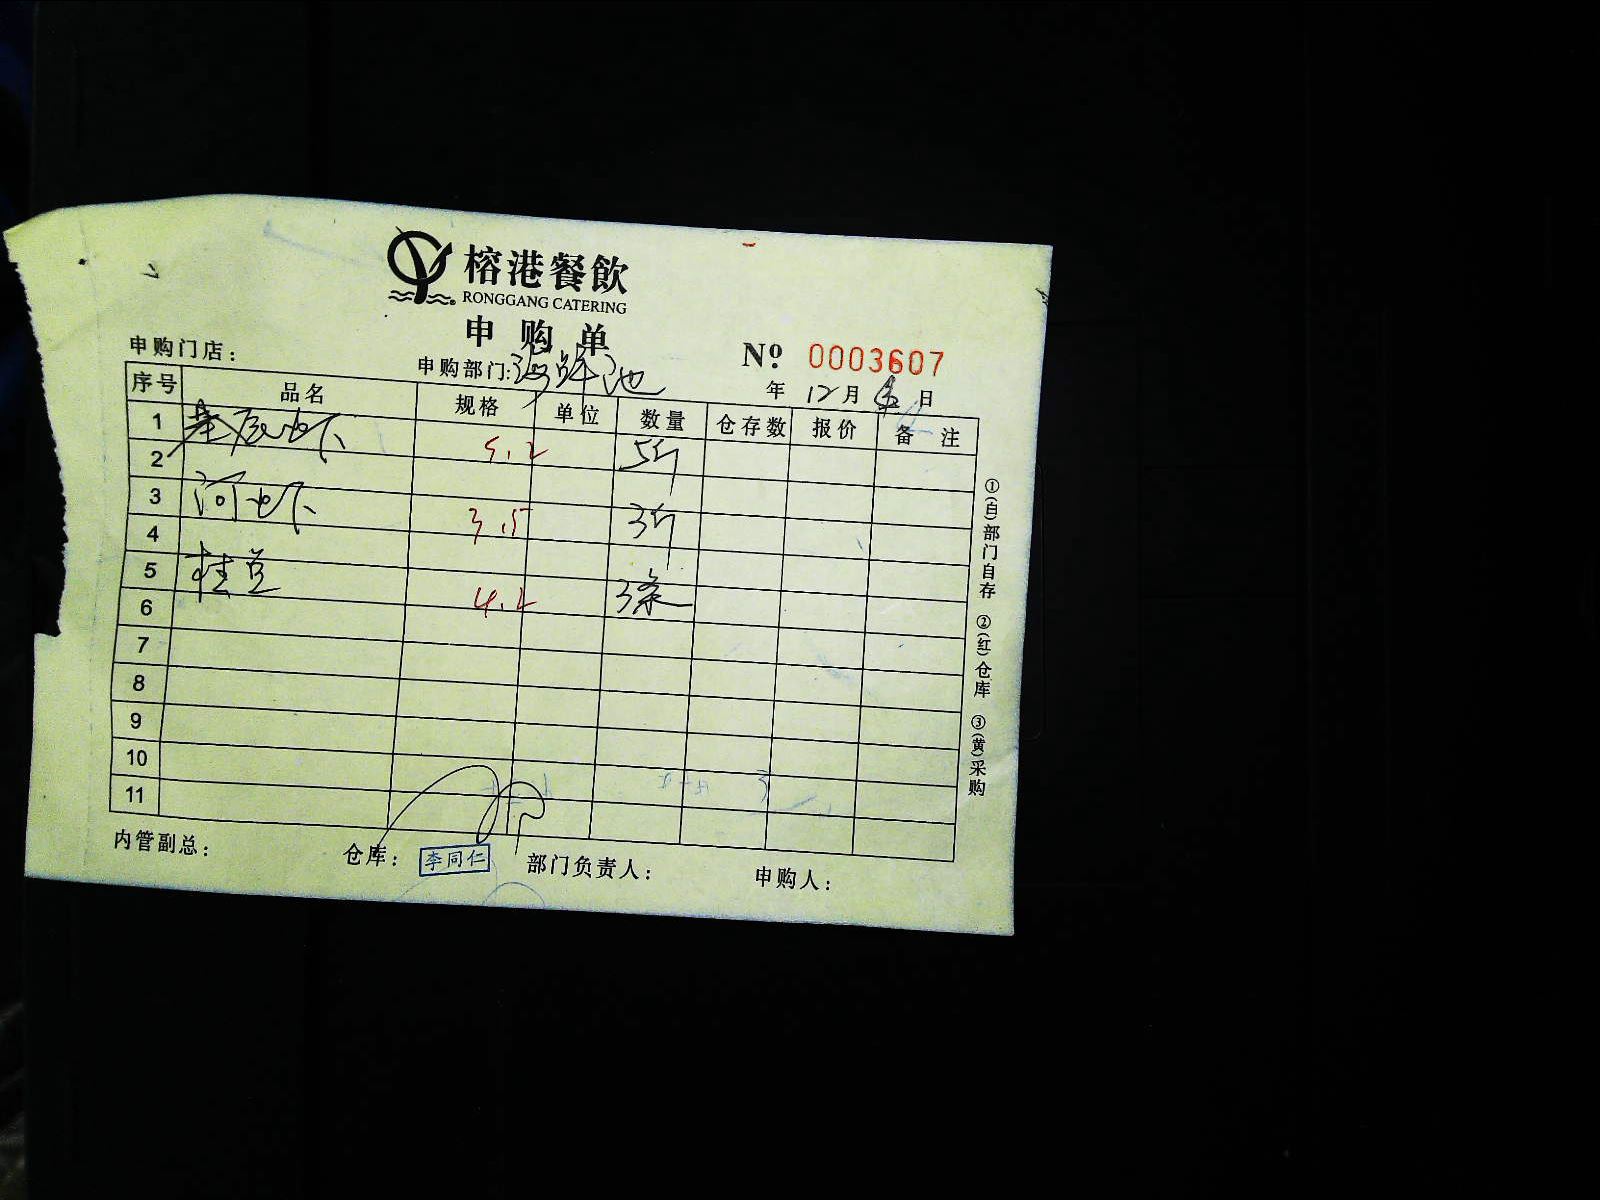 榕港餐飲
RONGGANG CATERING
申购单
申购门店：
申购部门：海鲜池
Nº 0003607
年 12月 日
序号 品名 规格 单位 数量 仓存数 报价 备注
1 基尾虾 5.2 5斤
2
3 河虾 3.5 3斤
4
5 桂鱼 4.2 3条
6
7
8
9
10
11
内管副总： 仓库： 李同仁 部门负责人： 申购人：
①(白)部门自存 ②(红)仓库 ③(黄)采购